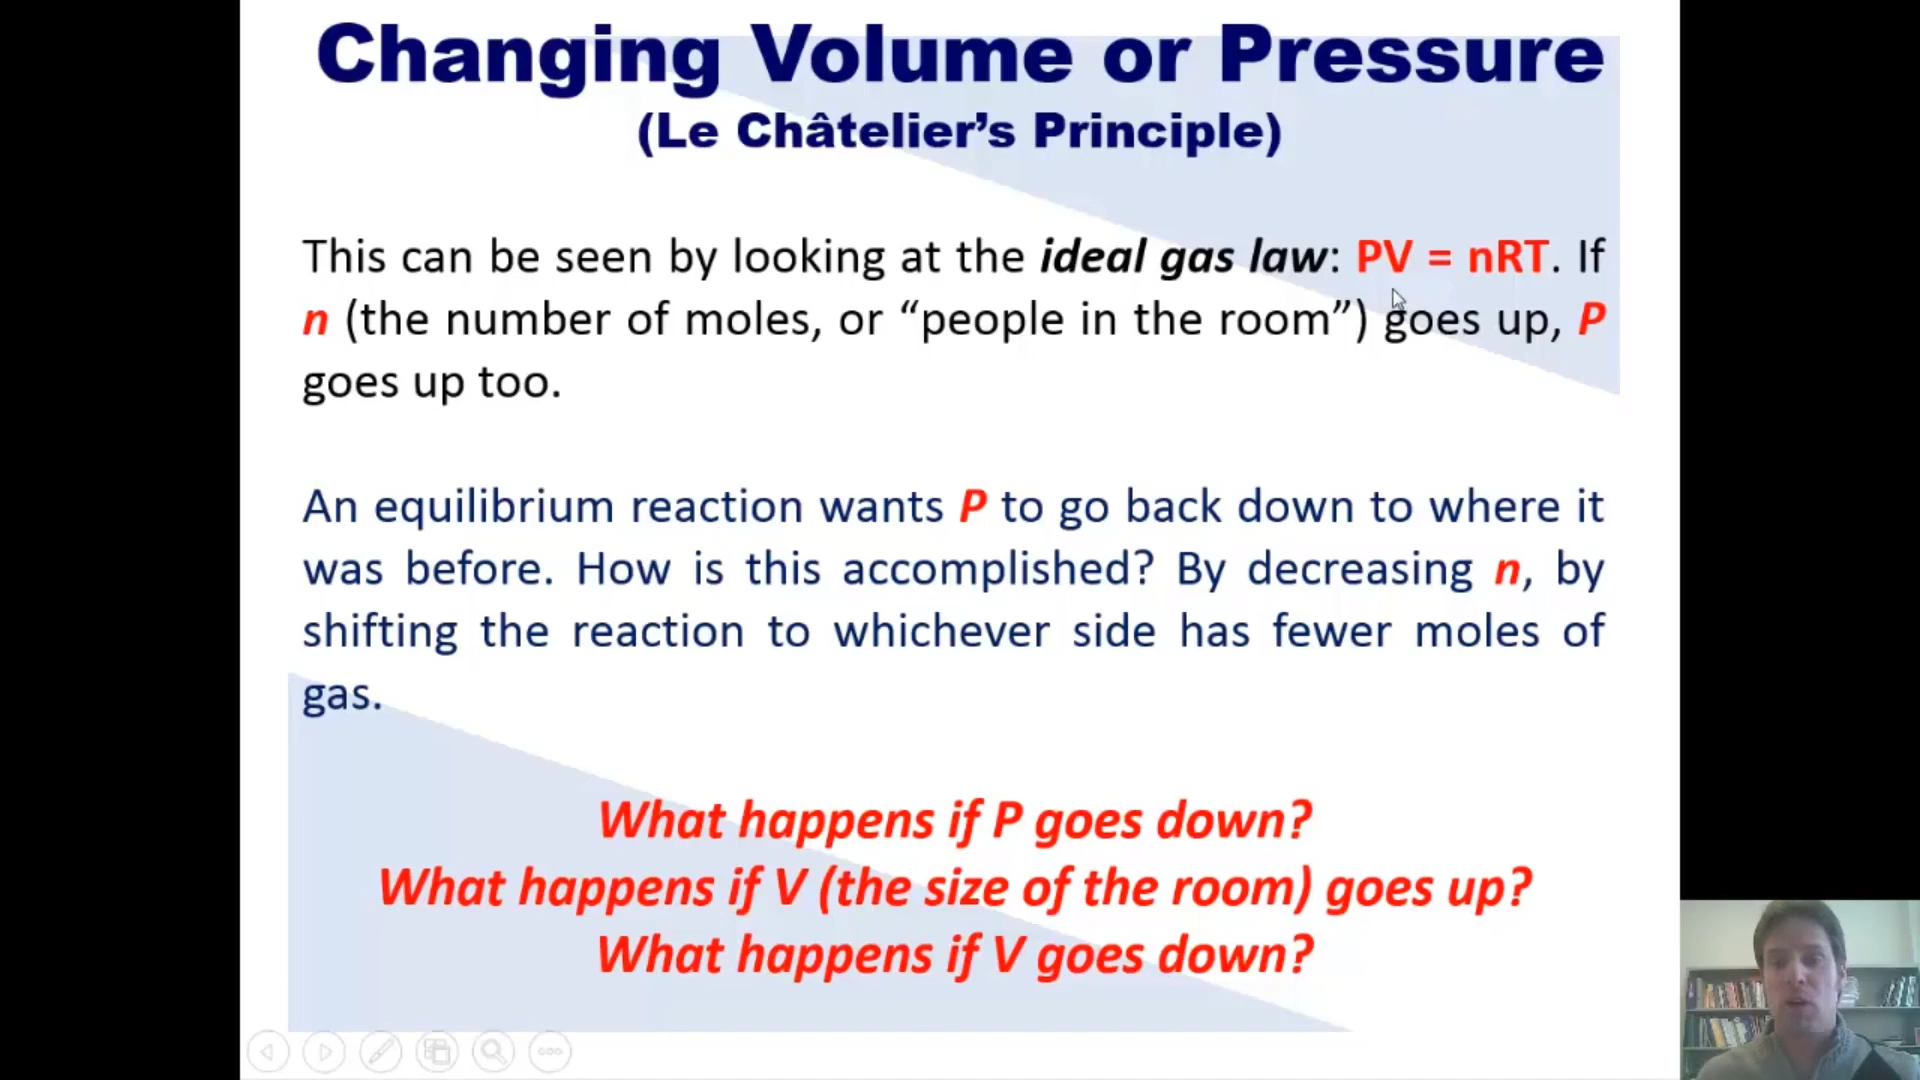 Changing Volume or Pressure
(Le Châtelier’s Principle)
This can be seen by looking at the ideal gas law: PV = nRT. If
n (the number of moles, or “people in the room”) goes up, P
goes up too.
An equilibrium reaction wants P to go back down to where it
was before. How is this accomplished? By decreasing n, by
shifting the reaction to whichever side has fewer moles of
gas.
What happens if P goes down?
What happens if V (the size of the room) goes up?
What happens if V goes down?